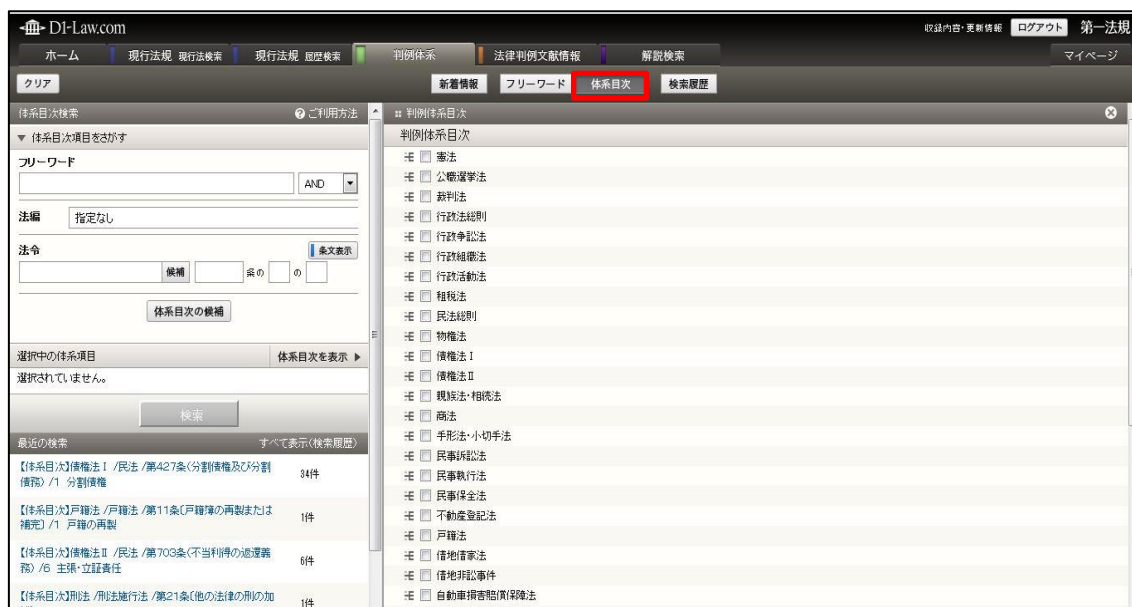 D1-Law.com
収録内容・更新情報 ログアウト 第一法規
ホーム 現行法規 現行法検索 現行法規 履歴検索 判例体系 法律判例文献情報 解説検索 マイページ
クリア 新着情報 フリーワード 体系目次 検索履歴
体系目次検索 ? ご利用方法
▼ 体系目次項目をさがす
フリーワード
AND
法編 指定なし
法令 条文表示
候補 条の の
体系目次の候補
選択中の体系項目 体系目次を表示 ▶
選択されていません。
検索
最近の検索 すべて表示(検索履歴)
【体系目次】債権法Ⅰ /民法 /第427条〈分割債権及び分割
債務〉 /1 分割債権 34件
【体系目次】戸籍法 /戸籍法 /第11条〔戸籍簿の再製または
補完〕 /1 戸籍の再製 1件
【体系目次】債権法Ⅱ /民法 /第703条〈不当利得の返還義
務〉 /6 主張・立証責任 6件
【体系目次】刑法 /刑法施行法 /第21条〔他の法律の刑の加
1件
判例体系目次
判例体系目次
憲法
公職選挙法
裁判法
行政法総則
行政争訟法
行政組織法
行政活動法
租税法
民法総則
物権法
債権法Ⅰ
債権法Ⅱ
親族法・相続法
商法
手形法・小切手法
民事訴訟法
民事執行法
民事保全法
不動産登記法
戸籍法
借地借家法
借地非訟事件
自動車損害賠償保障法